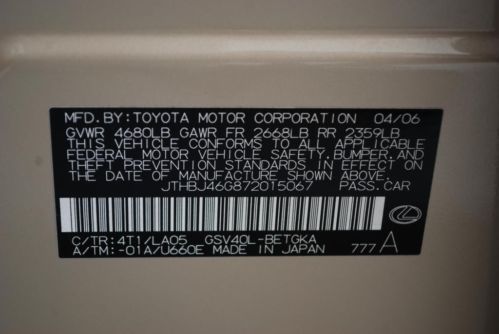 MFD.BY:TOYOTA MOTOR CORPORATION 04/06
GVWR 4680LB GAWR FR 2668LB RR 2359LB
THIS VEHICLE CONFORMS TO ALL APPLICABLE
FEDERAL MOTOR VEHICLE SAFETY,BUMPER,AND
THEFT PREVENTION STANDARDS IN EFFECT ON
THE DATE OF MANUFACTURE SHOWN ABOVE.
JTHBJ46G872015067 PASS.CAR
C/TR:4T1/LA05 GSV40L-BETGKA
A/TM:-01A/U660E MADE IN JAPAN 777 A